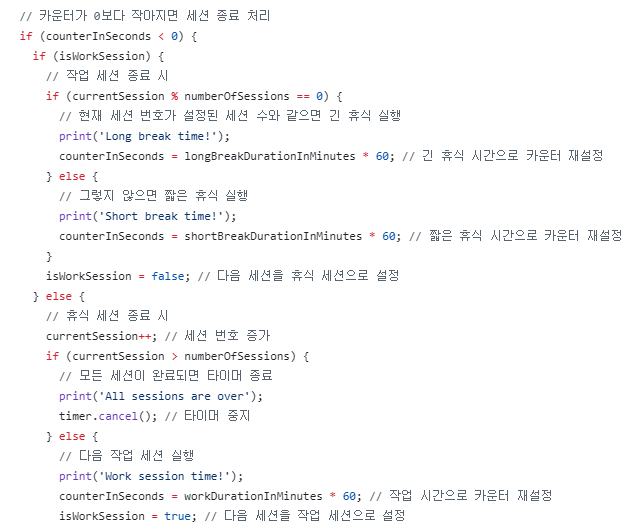 // 카운터가 0보다 작아지면 세션 종료 처리
if (counterInSeconds < 0) {
  if (isWorkSession) {
    // 작업 세션 종료 시
    if (currentSession % numberOfSessions == 0) {
      // 현재 세션 번호가 설정된 세션 수와 같으면 긴 휴식 실행
      print('Long break time!');
      counterInSeconds = longBreakDurationInMinutes * 60; // 긴 휴식 시간으로 카운터 재설정
    } else {
      // 그렇지 않으면 짧은 휴식 실행
      print('Short break time!');
      counterInSeconds = shortBreakDurationInMinutes * 60; // 짧은 휴식 시간으로 카운터 재설정
    }
    isWorkSession = false; // 다음 세션을 휴식 세션으로 설정
  } else {
    // 휴식 세션 종료 시
    currentSession++; // 세션 번호 증가
    if (currentSession > numberOfSessions) {
      // 모든 세션이 완료되면 타이머 종료
      print('All sessions are over');
      timer.cancel(); // 타이머 중지
    } else {
      // 다음 작업 세션 실행
      print('Work session time!');
      counterInSeconds = workDurationInMinutes * 60; // 작업 시간으로 카운터 재설정
      isWorkSession = true; // 다음 세션을 작업 세션으로 설정